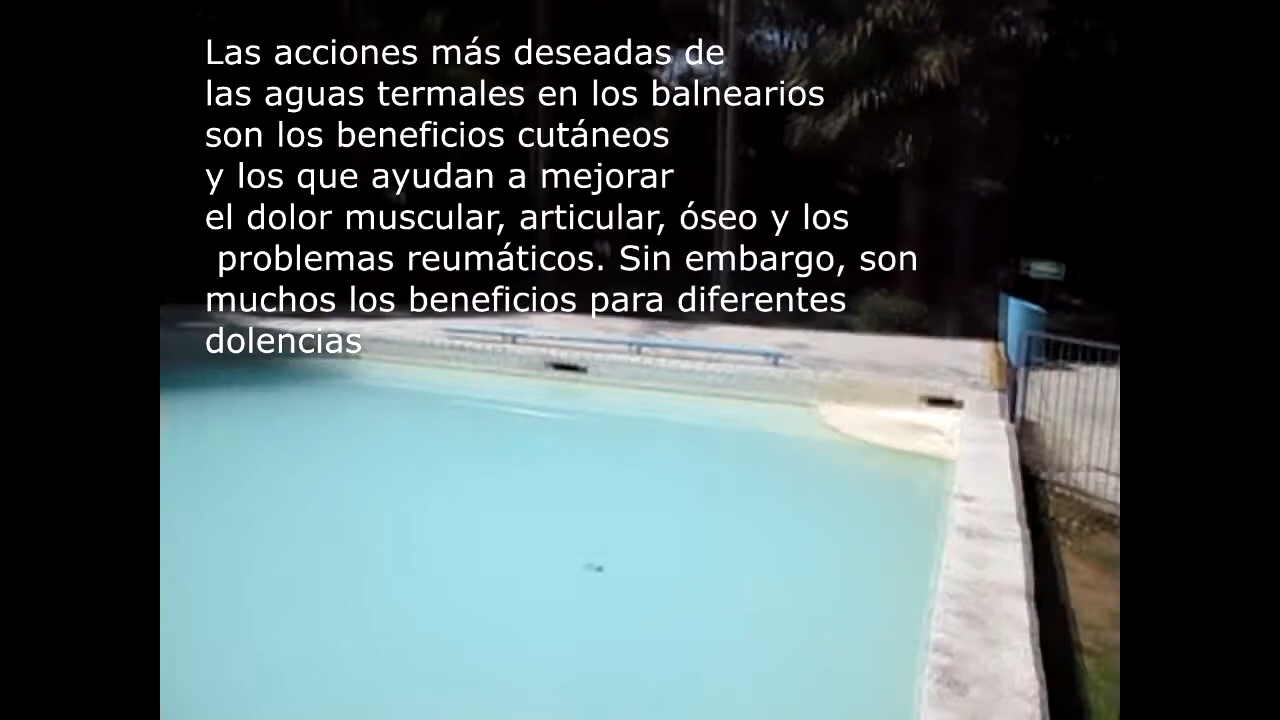 Las acciones más deseadas de
las aguas termales en los balnearios
son los beneficios cutáneos
y los que ayudan a mejorar
el dolor muscular, articular, óseo y los
problemas reumáticos. Sin embargo, son
muchos los beneficios para diferentes
dolencias